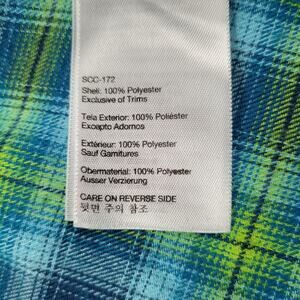 SCC-172
Shell: 100% Polyester
Exclusive of Trims
Tela Exterior: 100% Poliéster
Exoapto Adornos
Extérieur: 100% Polyester
Sauf Garnitures
Obermaterial: 100% Polyester
Ausser Verzierung
CARE ON REVERSE SIDE
뒷면 주의 참조